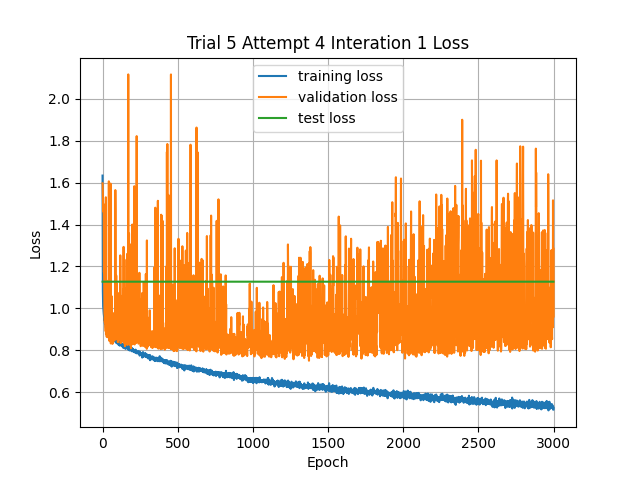 Trial 5 Attempt 4 Interation 1 Loss
training loss
validation loss
test loss
Loss
2.0
1.8
1.6
1.4
1.2
1.0
0.8
0.6
0 500 1000 1500 2000 2500 3000
Epoch